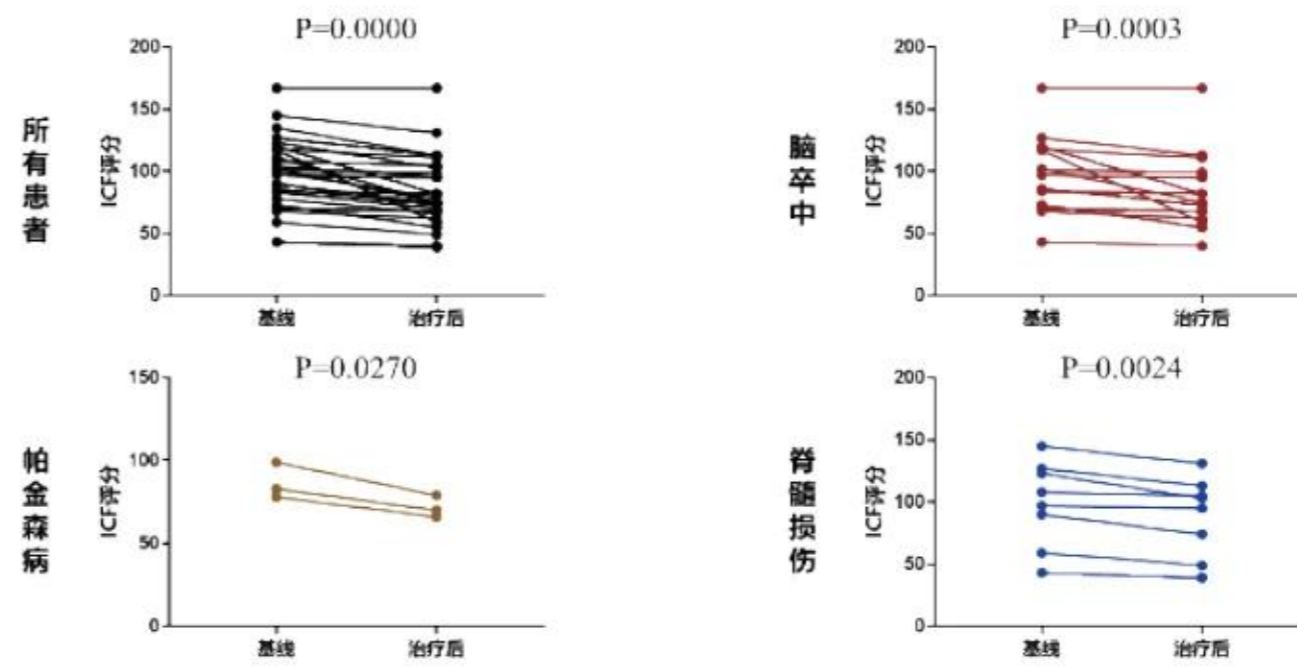 所有患者
P=0.0000
ICF评分
200
150
100
50
0
基线
治疗后
脑卒中
P=0.0003
ICF评分
200
150
100
50
0
基线
治疗后
帕金森病
P=0.0270
ICF评分
150
100
50
0
基线
治疗后
脊髓损伤
P=0.0024
ICF评分
200
150
100
50
0
基线
治疗后